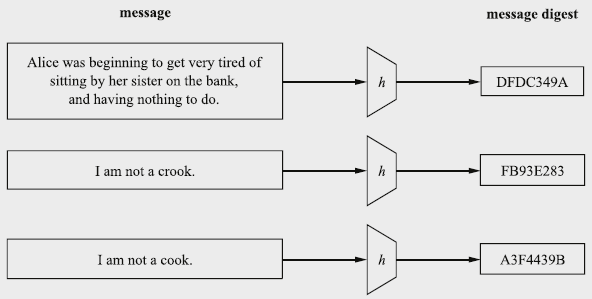 message
message digest
Alice was beginning to get very tired of
sitting by her sister on the bank,
and having nothing to do.
h
DFDC349A
I am not a crook.
h
FB93E283
I am not a cook.
h
A3F4439B